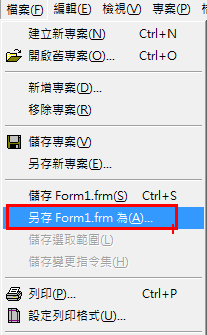 檔案(F) 編輯(E) 檢視(V) 專案(P)
建立新專案(N) Ctrl+N
開啟舊專案(O)... Ctrl+O
新增專案(D)...
移除專案(R)
儲存專案(V)
另存新專案(E)...
儲存 Form1.frm(S) Ctrl+S
另存 Form1.frm 為(A)...
儲存選取範圍(L)
儲存變更指令集(H)
列印(P)... Ctrl+P
設定列印格式(U)...